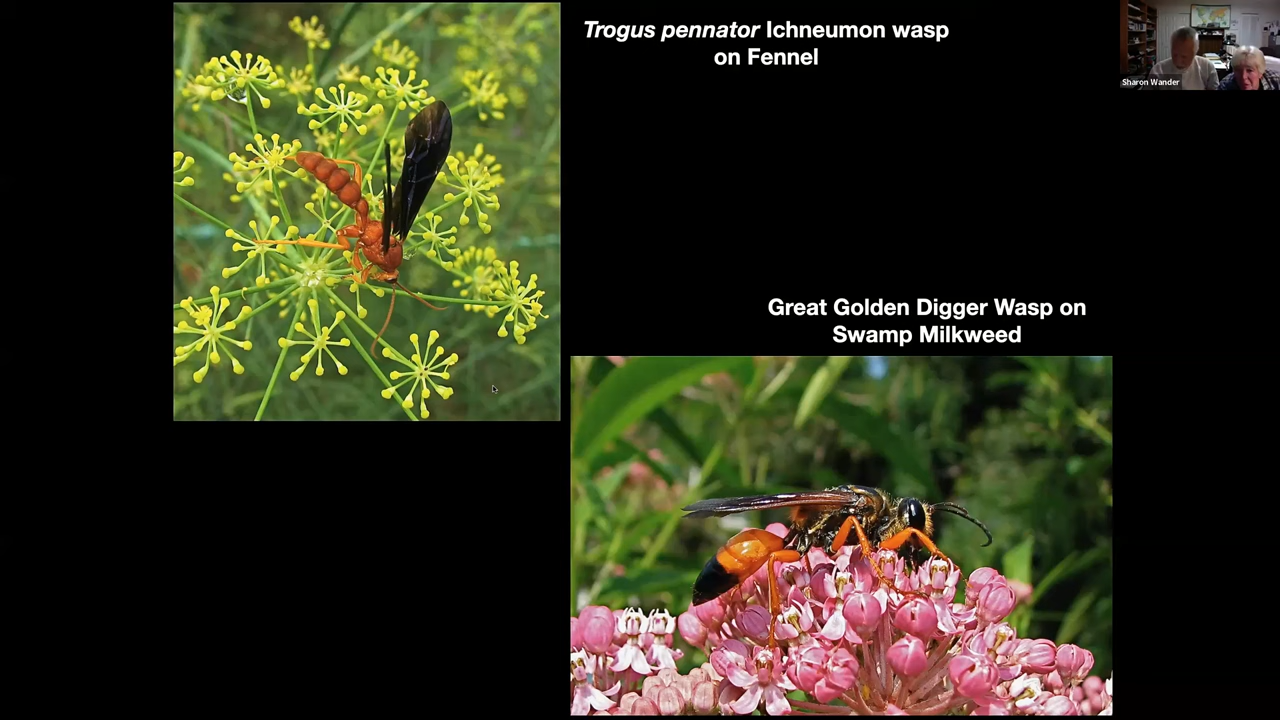 Trogus pennator Ichneumon wasp
on Fennel
Sharon Wander
Great Golden Digger Wasp on
Swamp Milkweed